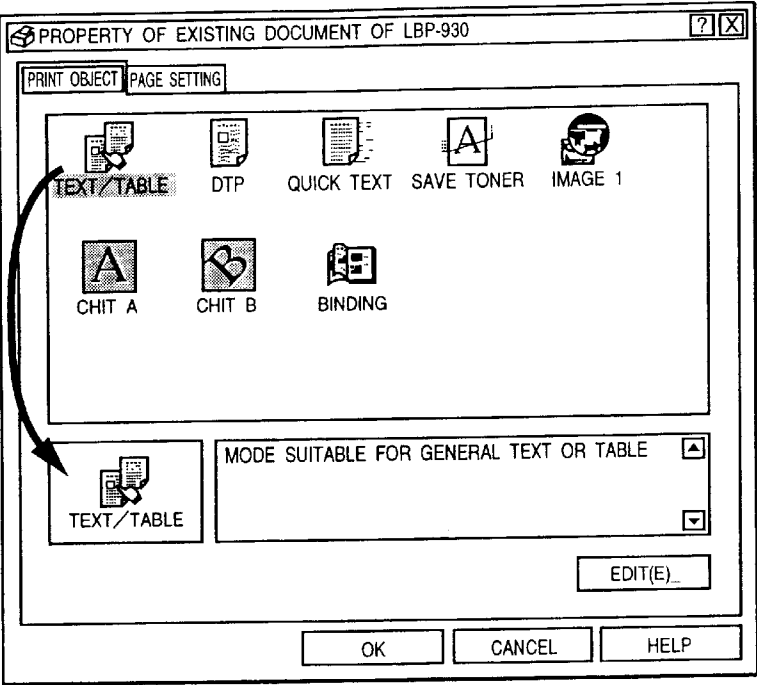 PROPERTY OF EXISTING DOCUMENT OF LBP-930 ? X
PRINT OBJECT PAGE SETTING
TEXT/TABLE DTP QUICK TEXT SAVE TONER IMAGE 1
A
A B
CHIT A CHIT B BINDING
MODE SUITABLE FOR GENERAL TEXT OR TABLE
TEXT/TABLE
EDIT(E)_
OK CANCEL HELP